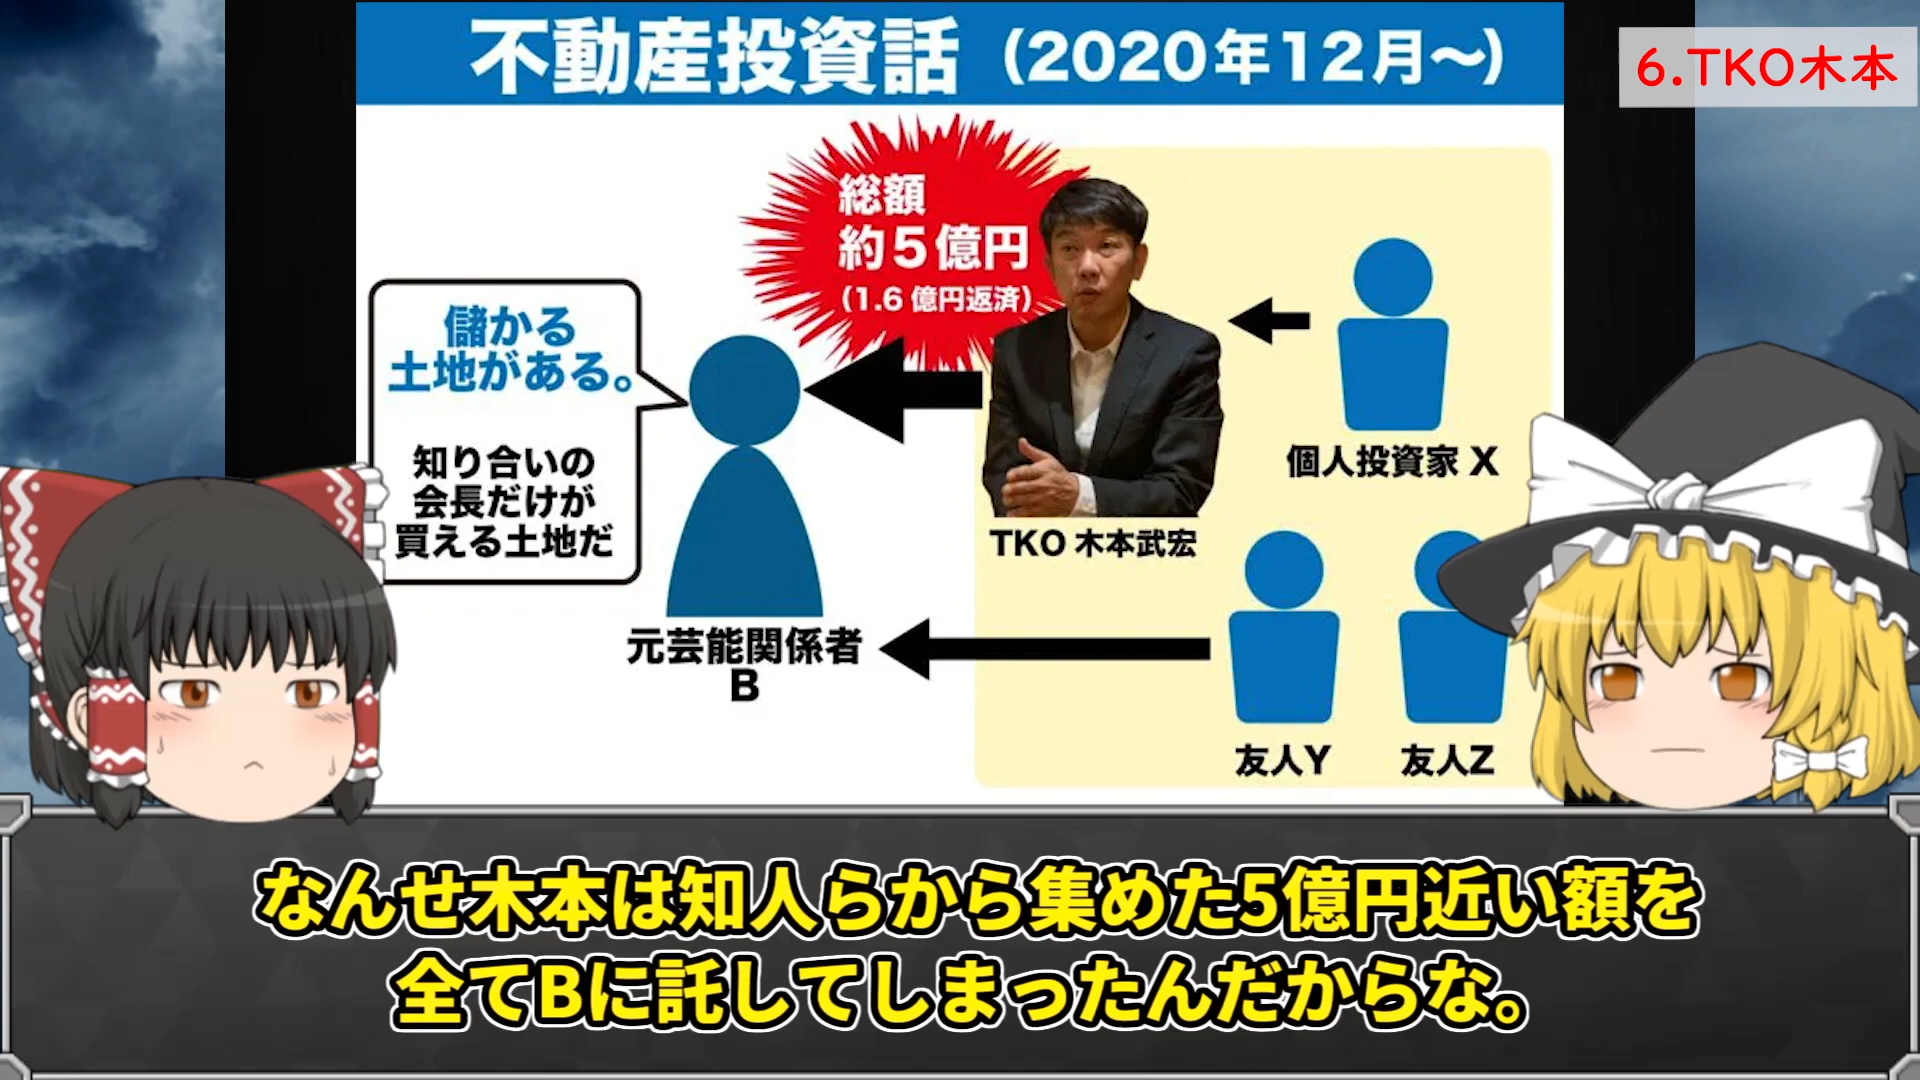 不動産投資話（2020年12月～）
6.TKO木本
総額
約5億円
（1.6億円返済）
儲かる
土地がある。
知り合いの
会長だけが
買える土地だ
個人投資家 X
TKO 木本武宏
元芸能関係者
B
友人Y
友人Z
なんせ木本は知人らから集めた5億円近い額を
全てBに託してしまったんだからな。